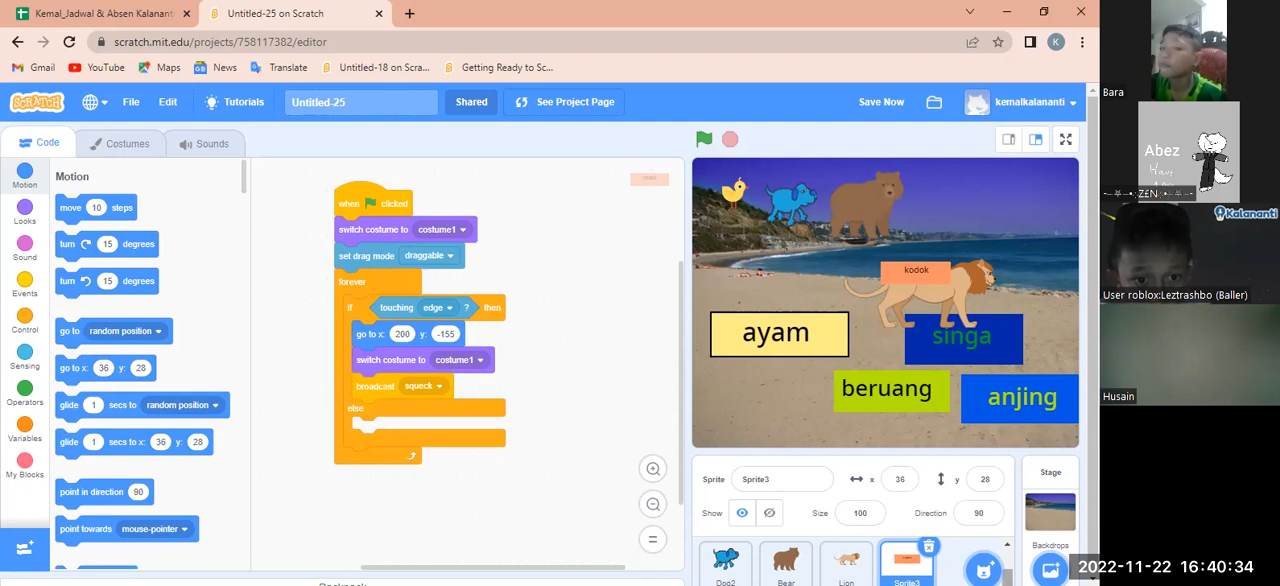 Kemal_Jadwal & Absen Kalanant
Untitled-25 on Scratch
scratch.mit.edu/projects/758117382/editor
K
Gmail
YouTube
Maps
News
Translate
Untitled-18 on Scra...
Getting Ready to Sc...
SCRATCH
File
Edit
Tutorials
Untitled-25
Shared
See Project Page
Save Now
kemalkalananti
Code
Costumes
Sounds
Motion
Looks
Sound
Events
Control
Sensing
Operators
Variables
My Blocks
Motion
move 10 steps
turn 15 degrees
turn 15 degrees
go to random position
go to x: 36 y: 28
glide 1 secs to random position
glide 1 secs to x: 36 y: 28
point in direction 90
point towards mouse-pointer
when clicked
switch costume to costume1
set drag mode draggable
forever
if touching edge ? then
go to x: 200 y: -155
switch costume to costume1
broadcast squeck
else
kodok
ayam
singa
beruang
anjing
Sprite Sprite3 x 36 y 28
Show Size 100 Direction 90
Dog2
Bear
Lion
Sprite3
Stage
Backdrops
Bara
Abez
Have
Kalananti
User roblox:Leztrashbo (Baller)
Husain
2022-11-22 16:40:34